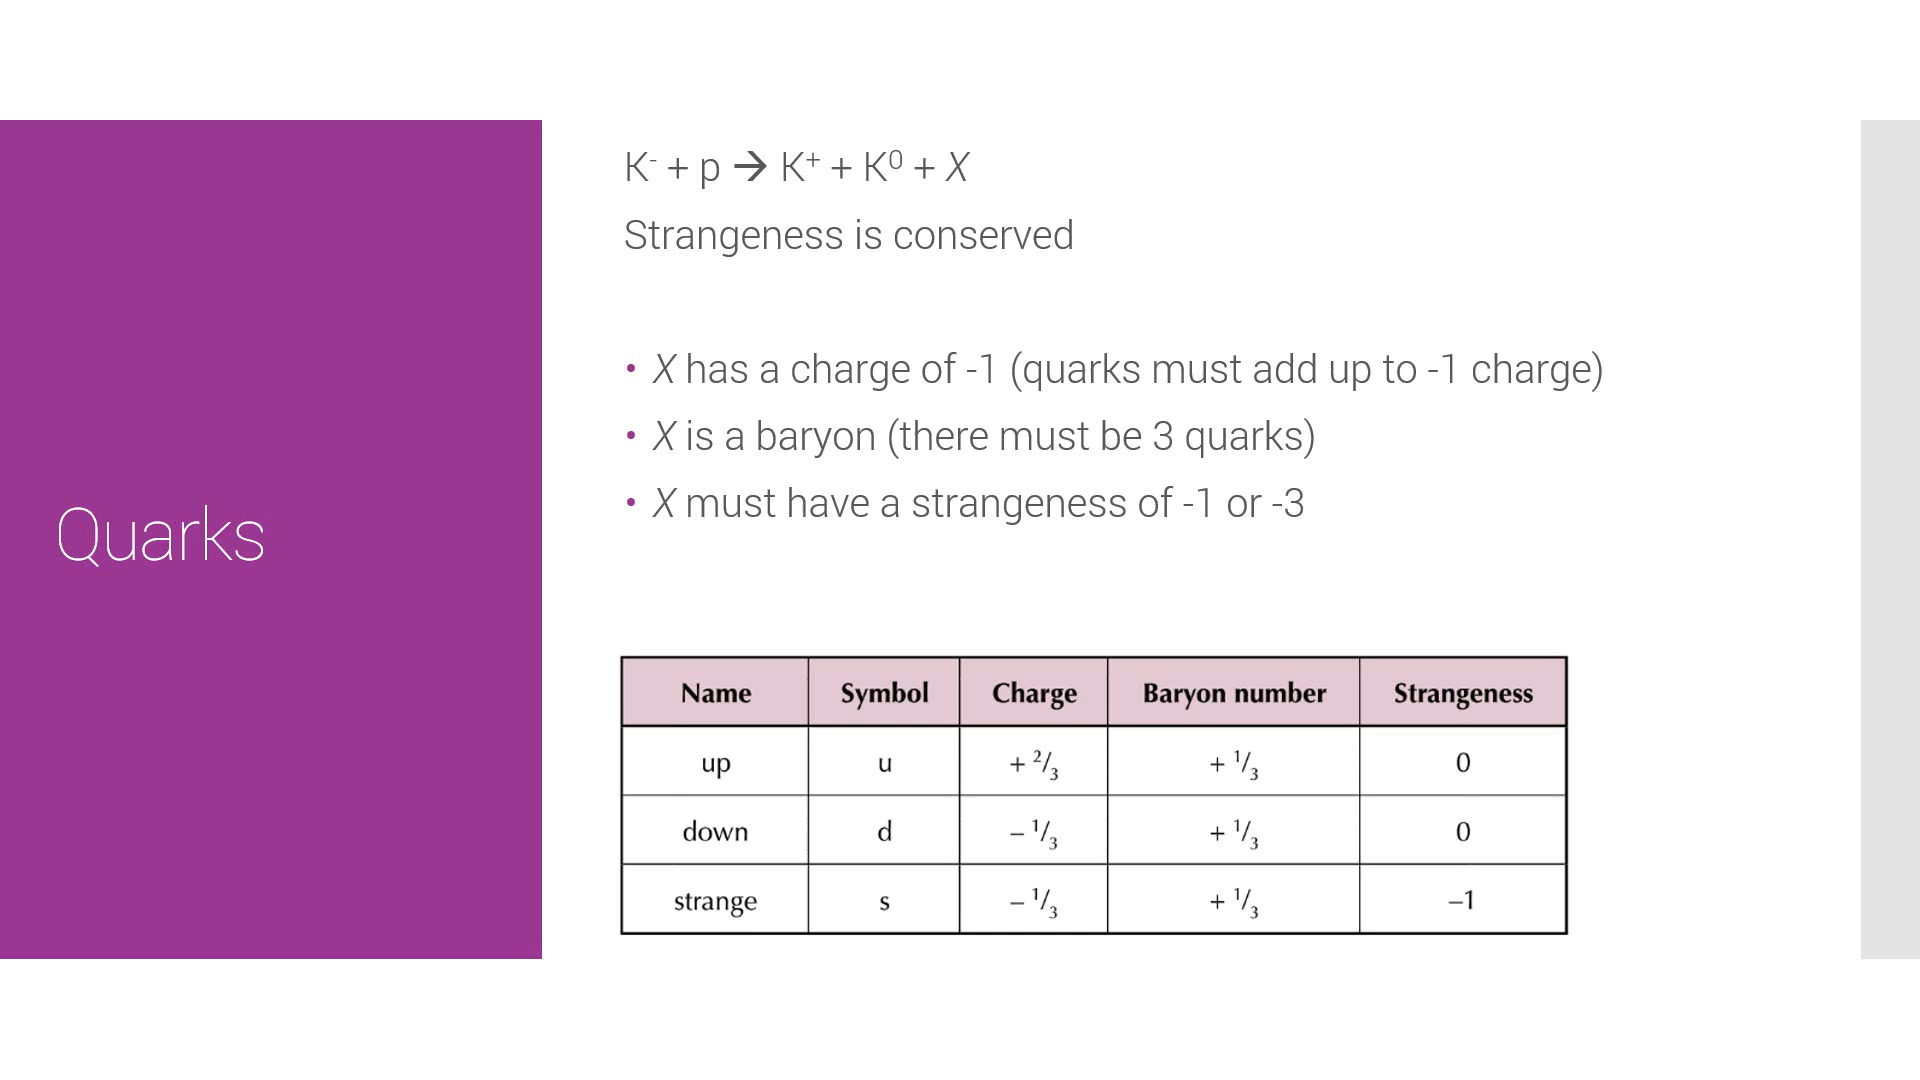 K⁻ + p → K⁺ + K⁰ + X
Strangeness is conserved
• X has a charge of -1 (quarks must add up to -1 charge)
• X is a baryon (there must be 3 quarks)
• X must have a strangeness of -1 or -3
Quarks
Name Symbol Charge Baryon number Strangeness
up u + 2/3 + 1/3 0
down d – 1/3 + 1/3 0
strange s – 1/3 + 1/3 –1